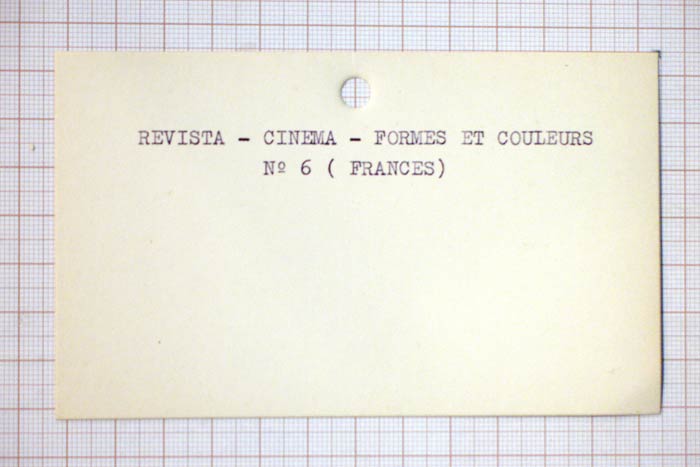 REVISTA - CINEMA - FORMES ET COULEURS
Nº 6 ( FRANCES)